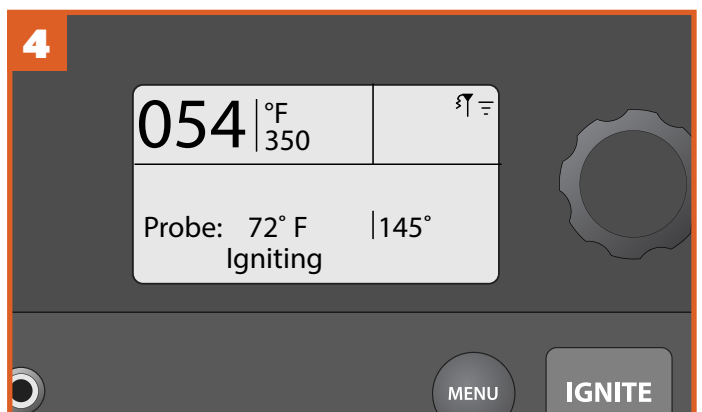 4
054 °F
350
Probe: 72° F 145°
Igniting
MENU IGNITE